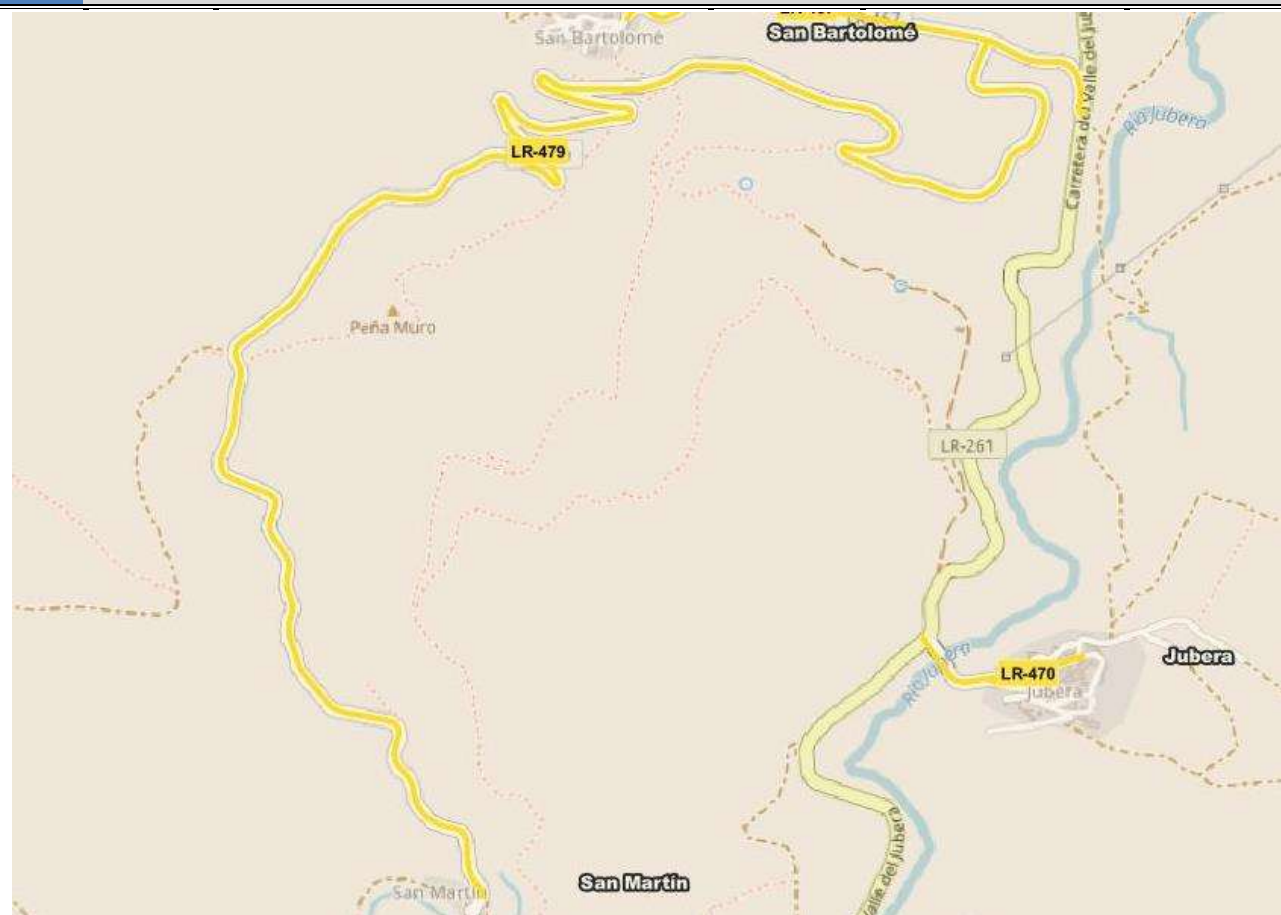 San Bartolomé
San Bartolomé
Carretera del Valle del Jub
Río Jubera
LR-479
Peña Muro
LR-261
Río Jubera
Jubera
LR-470
Jubera
San Martín
San Martín
Valle del Jubera